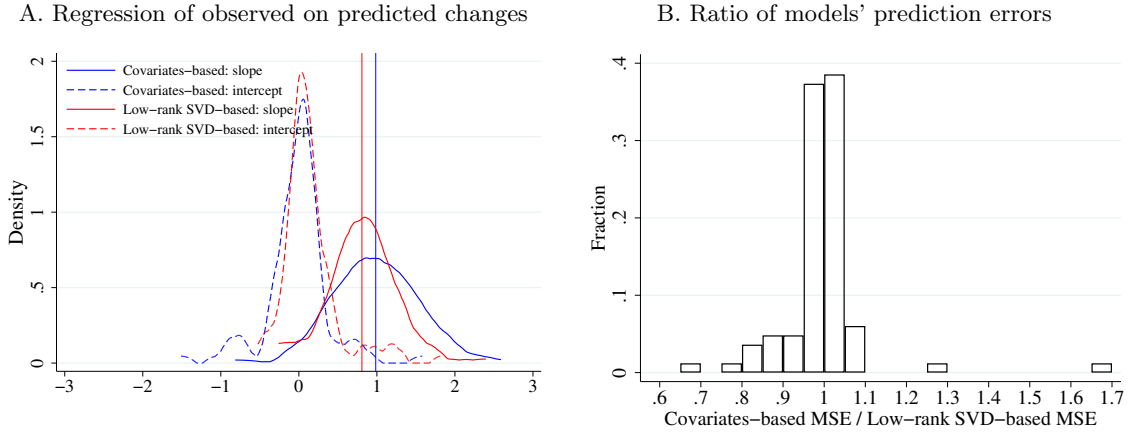 A. Regression of observed on predicted changes
2
1.5
1
.5
0
Density
Covariates−based: slope
Covariates−based: intercept
Low−rank SVD−based: slope
Low−rank SVD−based: intercept
−3 −2 −1 0 1 2 3
B. Ratio of models’ prediction errors
.4
.3
.2
.1
0
Fraction
.6 .7 .8 .9 1 1.1 1.2 1.3 1.4 1.5 1.6 1.7
Covariates−based MSE / Low−rank SVD−based MSE